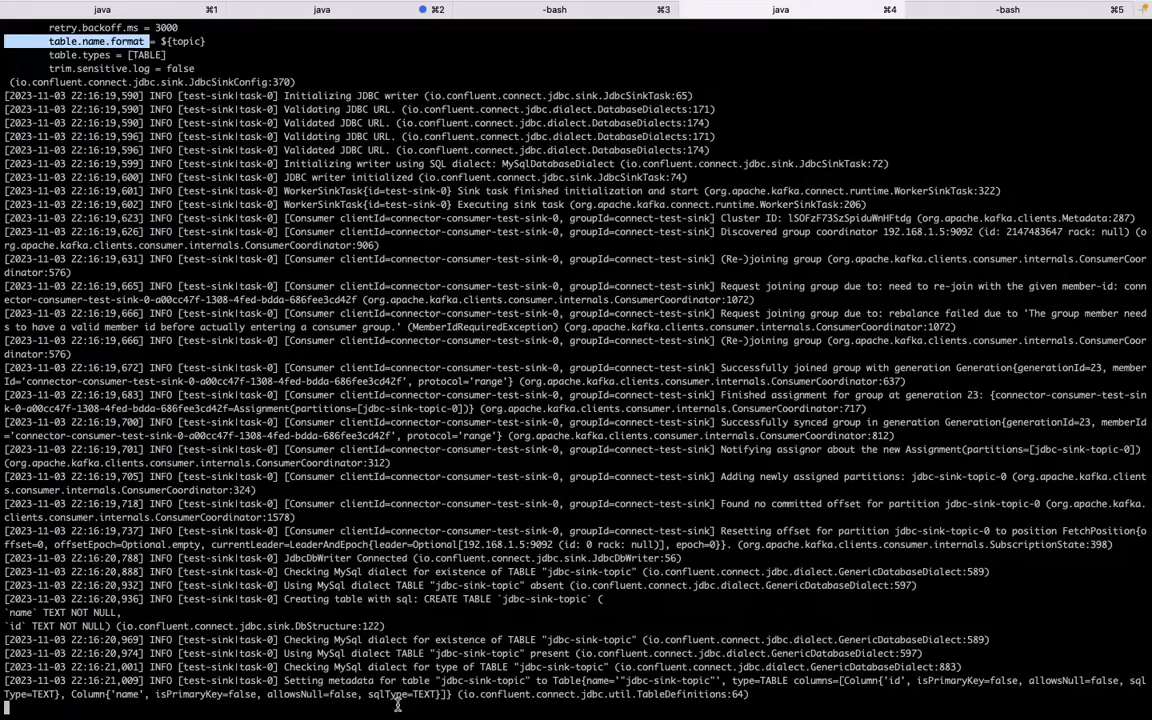 java ⌘1 java ⌘2 -bash ⌘3 java ⌘4 -bash ⌘5
retry.backoff.ms = 3000
table.name.format = ${topic}
table.types = [TABLE]
trim.sensitive.log = false
(io.confluent.connect.jdbc.sink.JdbcSinkConfig:370)
[2023-11-03 22:16:19,590] INFO [test-sink|task-0] Initializing JDBC writer (io.confluent.connect.jdbc.sink.JdbcSinkTask:65)
[2023-11-03 22:16:19,590] INFO [test-sink|task-0] Validating JDBC URL. (io.confluent.connect.jdbc.dialect.DatabaseDialects:171)
[2023-11-03 22:16:19,590] INFO [test-sink|task-0] Validated JDBC URL. (io.confluent.connect.jdbc.dialect.DatabaseDialects:174)
[2023-11-03 22:16:19,596] INFO [test-sink|task-0] Validating JDBC URL. (io.confluent.connect.jdbc.dialect.DatabaseDialects:171)
[2023-11-03 22:16:19,596] INFO [test-sink|task-0] Validated JDBC URL. (io.confluent.connect.jdbc.dialect.DatabaseDialects:174)
[2023-11-03 22:16:19,599] INFO [test-sink|task-0] Initializing writer using SQL dialect: MySqlDatabaseDialect (io.confluent.connect.jdbc.sink.JdbcSinkTask:72)
[2023-11-03 22:16:19,600] INFO [test-sink|task-0] JDBC writer initialized (io.confluent.connect.jdbc.sink.JdbcSinkTask:74)
[2023-11-03 22:16:19,601] INFO [test-sink|task-0] WorkerSinkTask{id=test-sink-0} Sink task finished initialization and start (org.apache.kafka.connect.runtime.WorkerSinkTask:322)
[2023-11-03 22:16:19,602] INFO [test-sink|task-0] WorkerSinkTask{id=test-sink-0} Executing sink task (org.apache.kafka.connect.runtime.WorkerSinkTask:206)
[2023-11-03 22:16:19,623] INFO [test-sink|task-0] [Consumer clientId=connector-consumer-test-sink-0, groupId=connect-test-sink] Cluster ID: lSOFzF73SzSpiduWnHFtdg (org.apache.kafka.clients.Metadata:287)
[2023-11-03 22:16:19,626] INFO [test-sink|task-0] [Consumer clientId=connector-consumer-test-sink-0, groupId=connect-test-sink] Discovered group coordinator 192.168.1.5:9092 (id: 2147483647 rack: null) (o
rg.apache.kafka.clients.consumer.internals.ConsumerCoordinator:906)
[2023-11-03 22:16:19,631] INFO [test-sink|task-0] [Consumer clientId=connector-consumer-test-sink-0, groupId=connect-test-sink] (Re-)joining group (org.apache.kafka.clients.consumer.internals.ConsumerCoor
dinator:576)
[2023-11-03 22:16:19,665] INFO [test-sink|task-0] [Consumer clientId=connector-consumer-test-sink-0, groupId=connect-test-sink] Request joining group due to: need to re-join with the given member-id: conn
ector-consumer-test-sink-0-a00cc47f-1308-4fed-bdda-686fee3cd42f (org.apache.kafka.clients.consumer.internals.ConsumerCoordinator:1072)
[2023-11-03 22:16:19,666] INFO [test-sink|task-0] [Consumer clientId=connector-consumer-test-sink-0, groupId=connect-test-sink] Request joining group due to: rebalance failed due to 'The group member need
s to have a valid member id before actually entering a consumer group.' (MemberIdRequiredException) (org.apache.kafka.clients.consumer.internals.ConsumerCoordinator:1072)
[2023-11-03 22:16:19,666] INFO [test-sink|task-0] [Consumer clientId=connector-consumer-test-sink-0, groupId=connect-test-sink] (Re-)joining group (org.apache.kafka.clients.consumer.internals.ConsumerCoor
dinator:576)
[2023-11-03 22:16:19,672] INFO [test-sink|task-0] [Consumer clientId=connector-consumer-test-sink-0, groupId=connect-test-sink] Successfully joined group with generation Generation{generationId=23, member
Id='connector-consumer-test-sink-0-a00cc47f-1308-4fed-bdda-686fee3cd42f', protocol='range'} (org.apache.kafka.clients.consumer.internals.ConsumerCoordinator:637)
[2023-11-03 22:16:19,683] INFO [test-sink|task-0] [Consumer clientId=connector-consumer-test-sink-0, groupId=connect-test-sink] Finished assignment for group at generation 23: {connector-consumer-test-sin
k-0-a00cc47f-1308-4fed-bdda-686fee3cd42f=Assignment(partitions=[jdbc-sink-topic-0])} (org.apache.kafka.clients.consumer.internals.ConsumerCoordinator:717)
[2023-11-03 22:16:19,700] INFO [test-sink|task-0] [Consumer clientId=connector-consumer-test-sink-0, groupId=connect-test-sink] Successfully synced group in generation Generation{generationId=23, memberId
='connector-consumer-test-sink-0-a00cc47f-1308-4fed-bdda-686fee3cd42f', protocol='range'} (org.apache.kafka.clients.consumer.internals.ConsumerCoordinator:812)
[2023-11-03 22:16:19,701] INFO [test-sink|task-0] [Consumer clientId=connector-consumer-test-sink-0, groupId=connect-test-sink] Notifying assignor about the new Assignment(partitions=[jdbc-sink-topic-0])
(org.apache.kafka.clients.consumer.internals.ConsumerCoordinator:312)
[2023-11-03 22:16:19,705] INFO [test-sink|task-0] [Consumer clientId=connector-consumer-test-sink-0, groupId=connect-test-sink] Adding newly assigned partitions: jdbc-sink-topic-0 (org.apache.kafka.client
s.consumer.internals.ConsumerCoordinator:324)
[2023-11-03 22:16:19,718] INFO [test-sink|task-0] [Consumer clientId=connector-consumer-test-sink-0, groupId=connect-test-sink] Found no committed offset for partition jdbc-sink-topic-0 (org.apache.kafka.
clients.consumer.internals.ConsumerCoordinator:1578)
[2023-11-03 22:16:19,737] INFO [test-sink|task-0] [Consumer clientId=connector-consumer-test-sink-0, groupId=connect-test-sink] Resetting offset for partition jdbc-sink-topic-0 to position FetchPosition{o
ffset=0, offsetEpoch=Optional.empty, currentLeader=LeaderAndEpoch{leader=Optional[192.168.1.5:9092 (id: 0 rack: null)], epoch=0}}. (org.apache.kafka.clients.consumer.internals.SubscriptionState:398)
[2023-11-03 22:16:20,788] INFO [test-sink|task-0] JdbcDbWriter Connected (io.confluent.connect.jdbc.sink.JdbcDbWriter:56)
[2023-11-03 22:16:20,888] INFO [test-sink|task-0] Checking MySql dialect for existence of TABLE "jdbc-sink-topic" (io.confluent.connect.jdbc.dialect.GenericDatabaseDialect:589)
[2023-11-03 22:16:20,932] INFO [test-sink|task-0] Using MySql dialect TABLE "jdbc-sink-topic" absent (io.confluent.connect.jdbc.dialect.GenericDatabaseDialect:597)
[2023-11-03 22:16:20,936] INFO [test-sink|task-0] Creating table with sql: CREATE TABLE `jdbc-sink-topic` (
`name` TEXT NOT NULL,
`id` TEXT NOT NULL) (io.confluent.connect.jdbc.sink.DbStructure:122)
[2023-11-03 22:16:20,969] INFO [test-sink|task-0] Checking MySql dialect for existence of TABLE "jdbc-sink-topic" (io.confluent.connect.jdbc.dialect.GenericDatabaseDialect:589)
[2023-11-03 22:16:20,974] INFO [test-sink|task-0] Using MySql dialect TABLE "jdbc-sink-topic" present (io.confluent.connect.jdbc.dialect.GenericDatabaseDialect:597)
[2023-11-03 22:16:21,001] INFO [test-sink|task-0] Checking MySql dialect for type of TABLE "jdbc-sink-topic" (io.confluent.connect.jdbc.dialect.GenericDatabaseDialect:883)
[2023-11-03 22:16:21,009] INFO [test-sink|task-0] Setting metadata for table "jdbc-sink-topic" to Table{name='"jdbc-sink-topic"', type=TABLE columns=[Column{'id', isPrimaryKey=false, allowsNull=false, sql
Type=TEXT}, Column{'name', isPrimaryKey=false, allowsNull=false, sqlType=TEXT}]} (io.confluent.connect.jdbc.util.TableDefinitions:64)